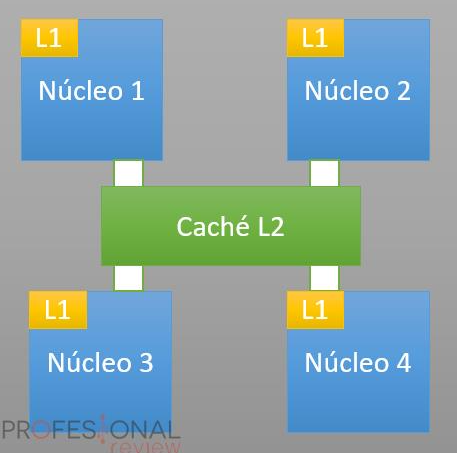 L1
Núcleo 1
L1
Núcleo 2
Caché L2
L1
Núcleo 3
L1
Núcleo 4
PROFESIONAL
review